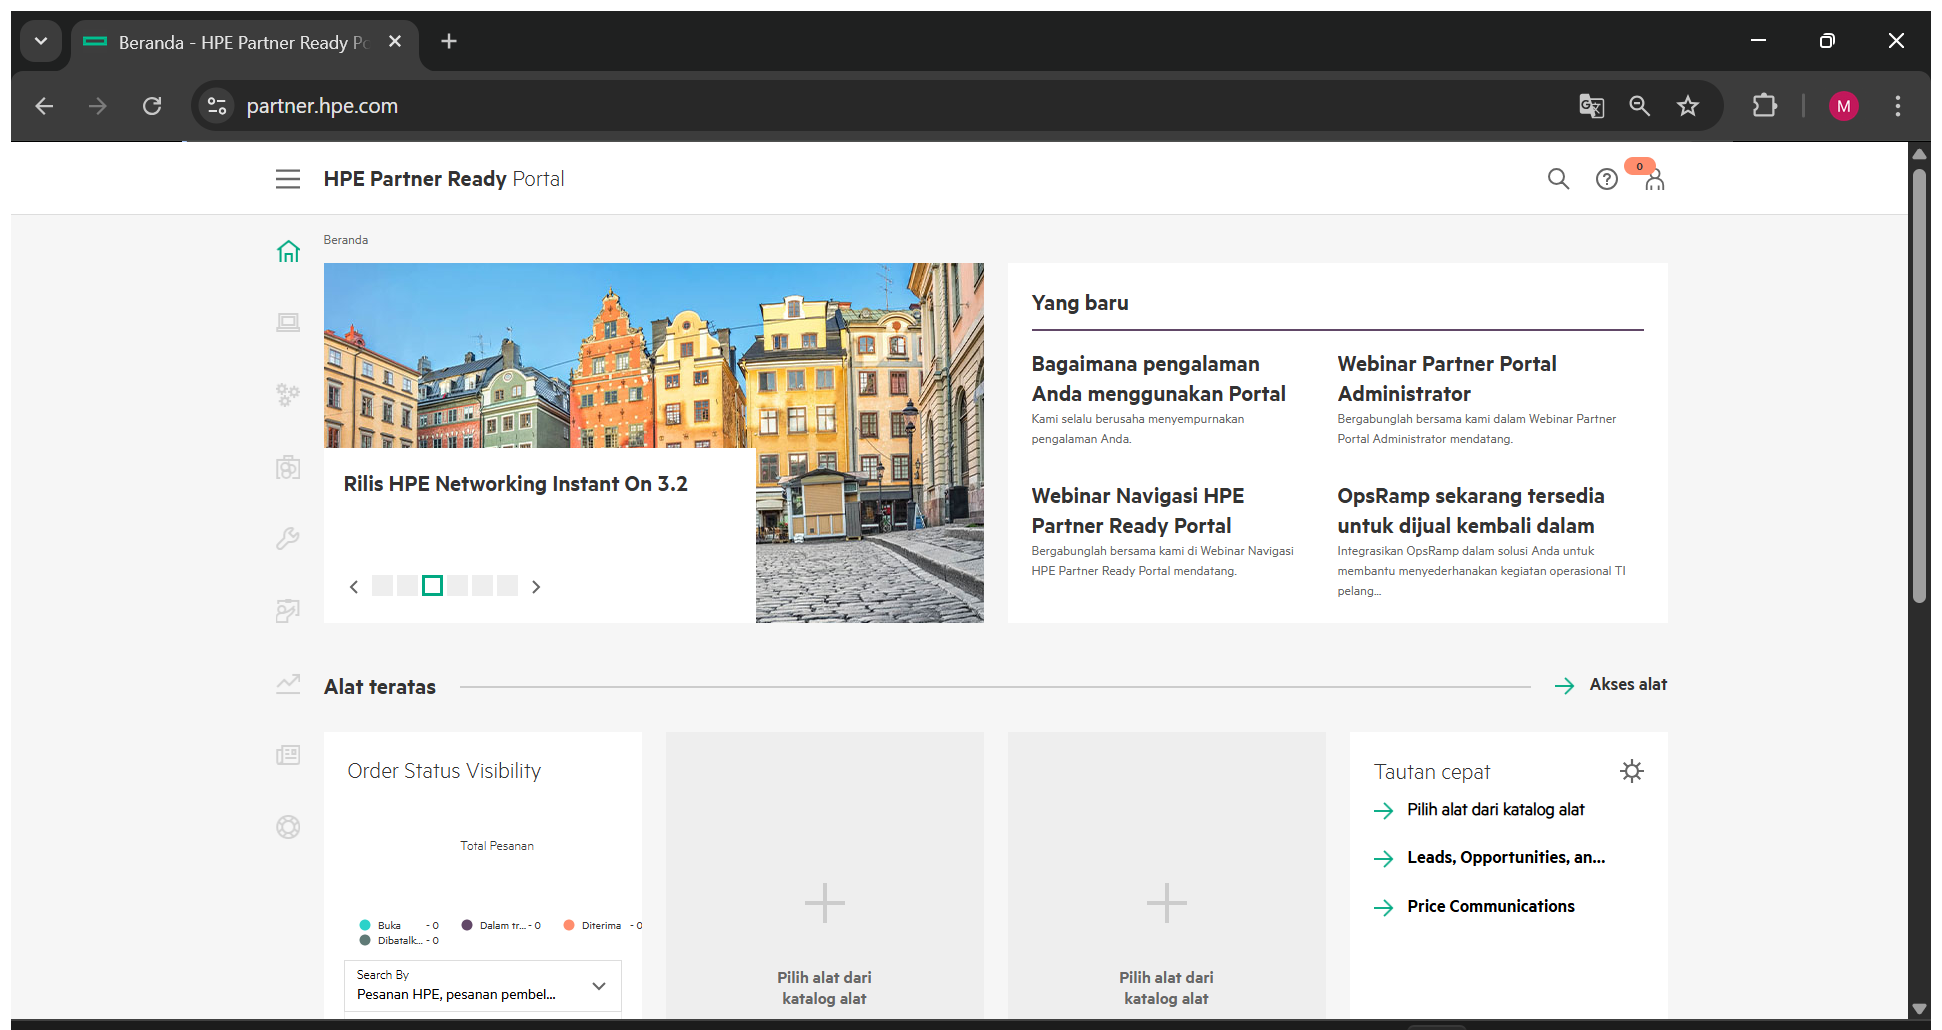 Beranda - HPE Partner Ready Po
partner.hpe.com
M
HPE Partner Ready Portal
0
Beranda
Rilis HPE Networking Instant On 3.2
Yang baru
Bagaimana pengalaman
Anda menggunakan Portal
Kami selalu berusaha menyempurnakan
pengalaman Anda.
Webinar Partner Portal
Administrator
Bergabunglah bersama kami dalam Webinar Partner
Portal Administrator mendatang.
Webinar Navigasi HPE
Partner Ready Portal
Bergabunglah bersama kami di Webinar Navigasi
HPE Partner Ready Portal mendatang.
OpsRamp sekarang tersedia
untuk dijual kembali dalam
Integrasikan OpsRamp dalam solusi Anda untuk
membantu menyederhanakan kegiatan operasional TI
pelang...
Alat teratas
Akses alat
Order Status Visibility
Total Pesanan
Buka - 0 Dalam tr... - 0 Diterima - 0
Dibatalk... - 0
Search By
Pesanan HPE, pesanan pembel...
Pilih alat dari
katalog alat
Pilih alat dari
katalog alat
Tautan cepat
Pilih alat dari katalog alat
Leads, Opportunities, an...
Price Communications